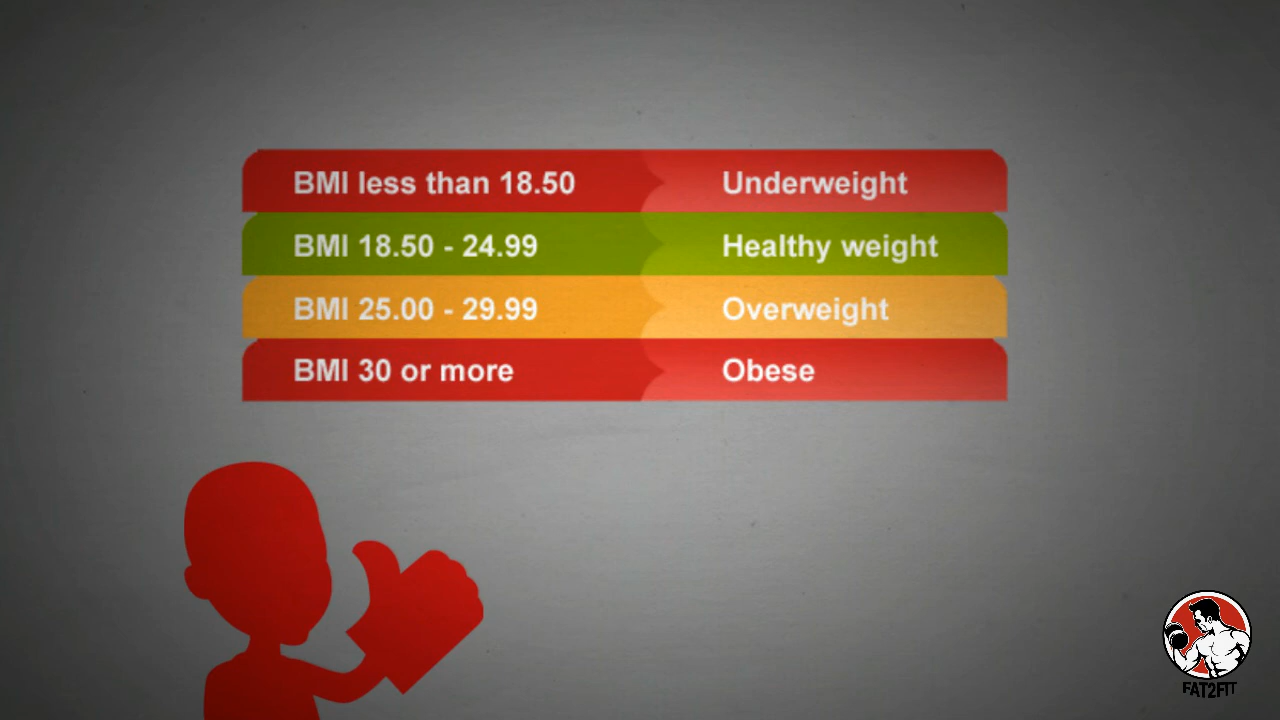 BMI less than 18.50 Underweight
BMI 18.50 - 24.99 Healthy weight
BMI 25.00 - 29.99 Overweight
BMI 30 or more Obese
FAT2FIT